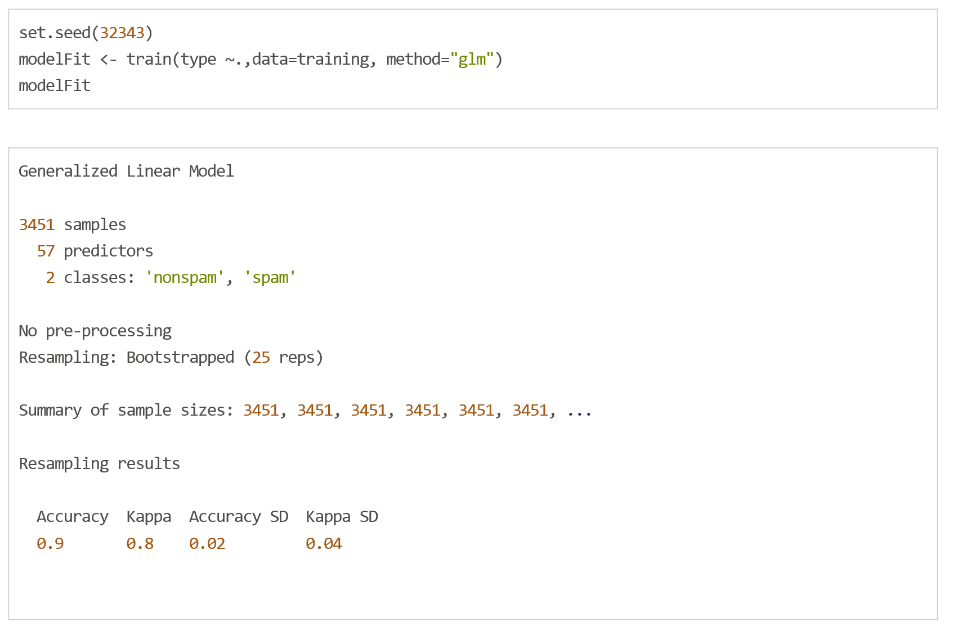 set.seed(32343)
modelFit <- train(type ~.,data=training, method="glm")
modelFit
Generalized Linear Model
3451 samples
57 predictors
2 classes: 'nonspam', 'spam'
No pre-processing
Resampling: Bootstrapped (25 reps)
Summary of sample sizes: 3451, 3451, 3451, 3451, 3451, 3451, ...
Resampling results
Accuracy Kappa Accuracy SD Kappa SD
0.9 0.8 0.02 0.04